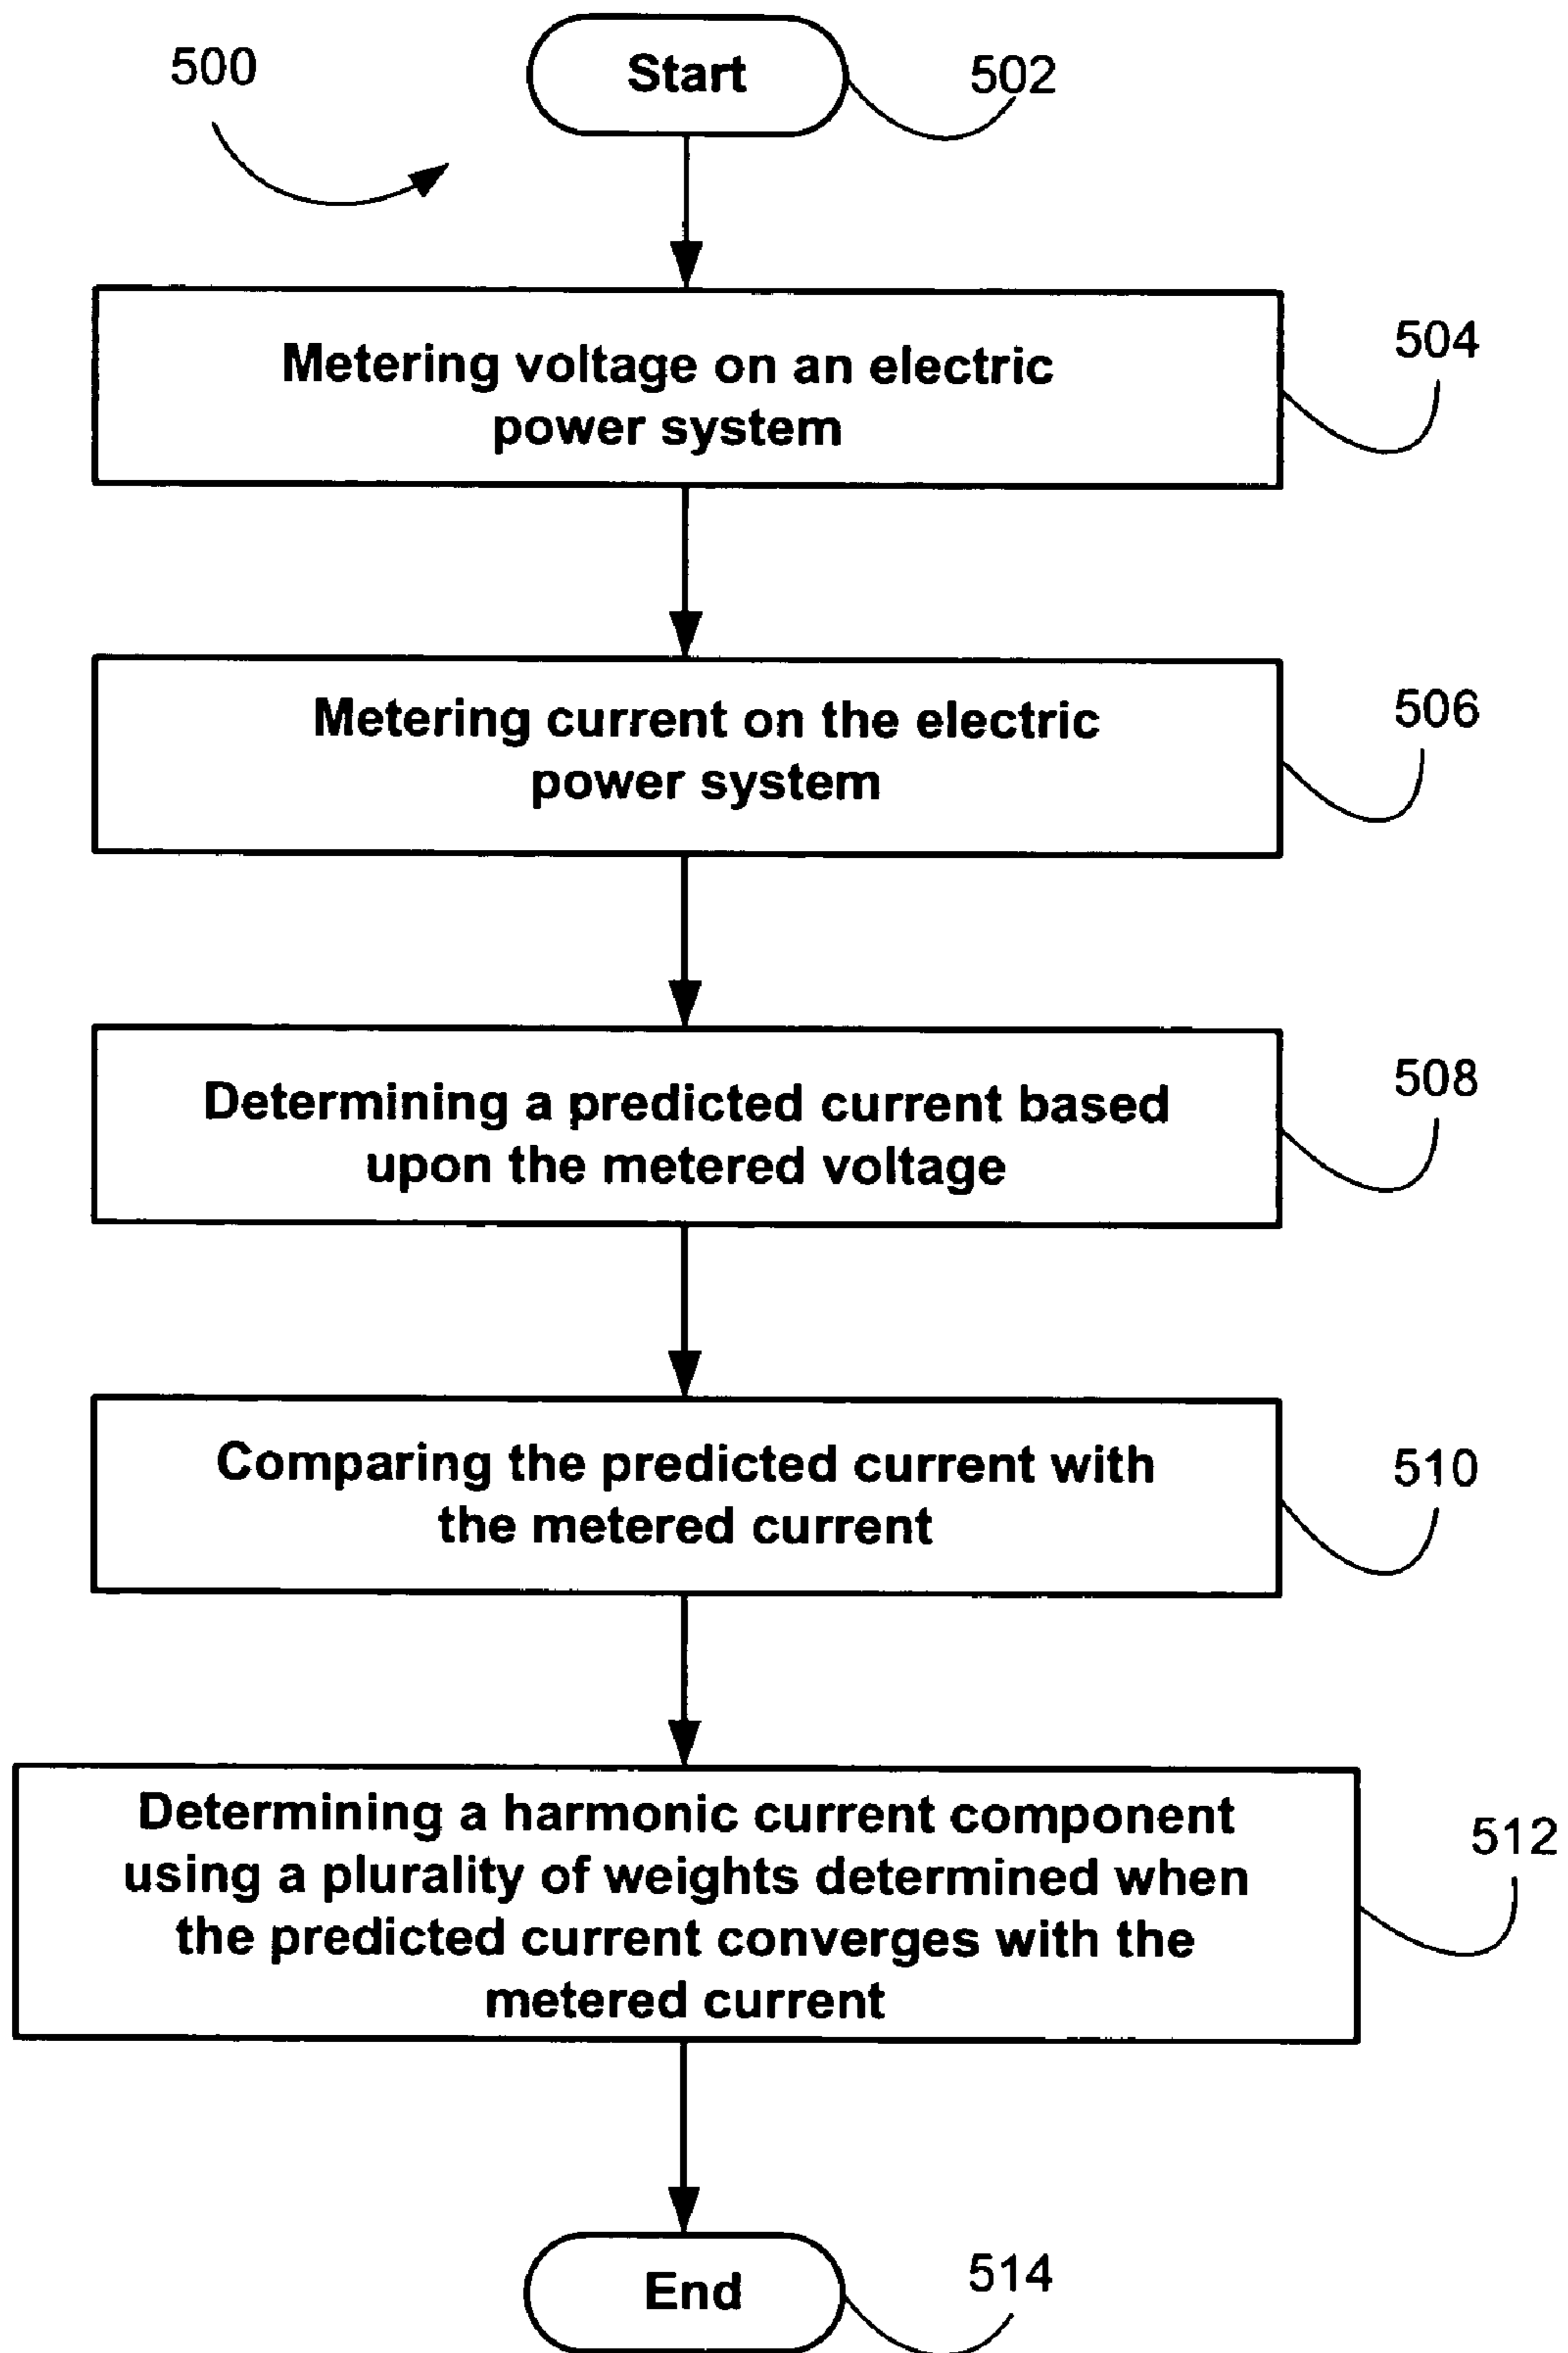 500
Start
502
Metering voltage on an electric
power system
504
Metering current on the electric
power system
506
Determining a predicted current based
upon the metered voltage
508
Comparing the predicted current with
the metered current
510
Determining a harmonic current component
using a plurality of weights determined when
the predicted current converges with the
metered current
512
End
514